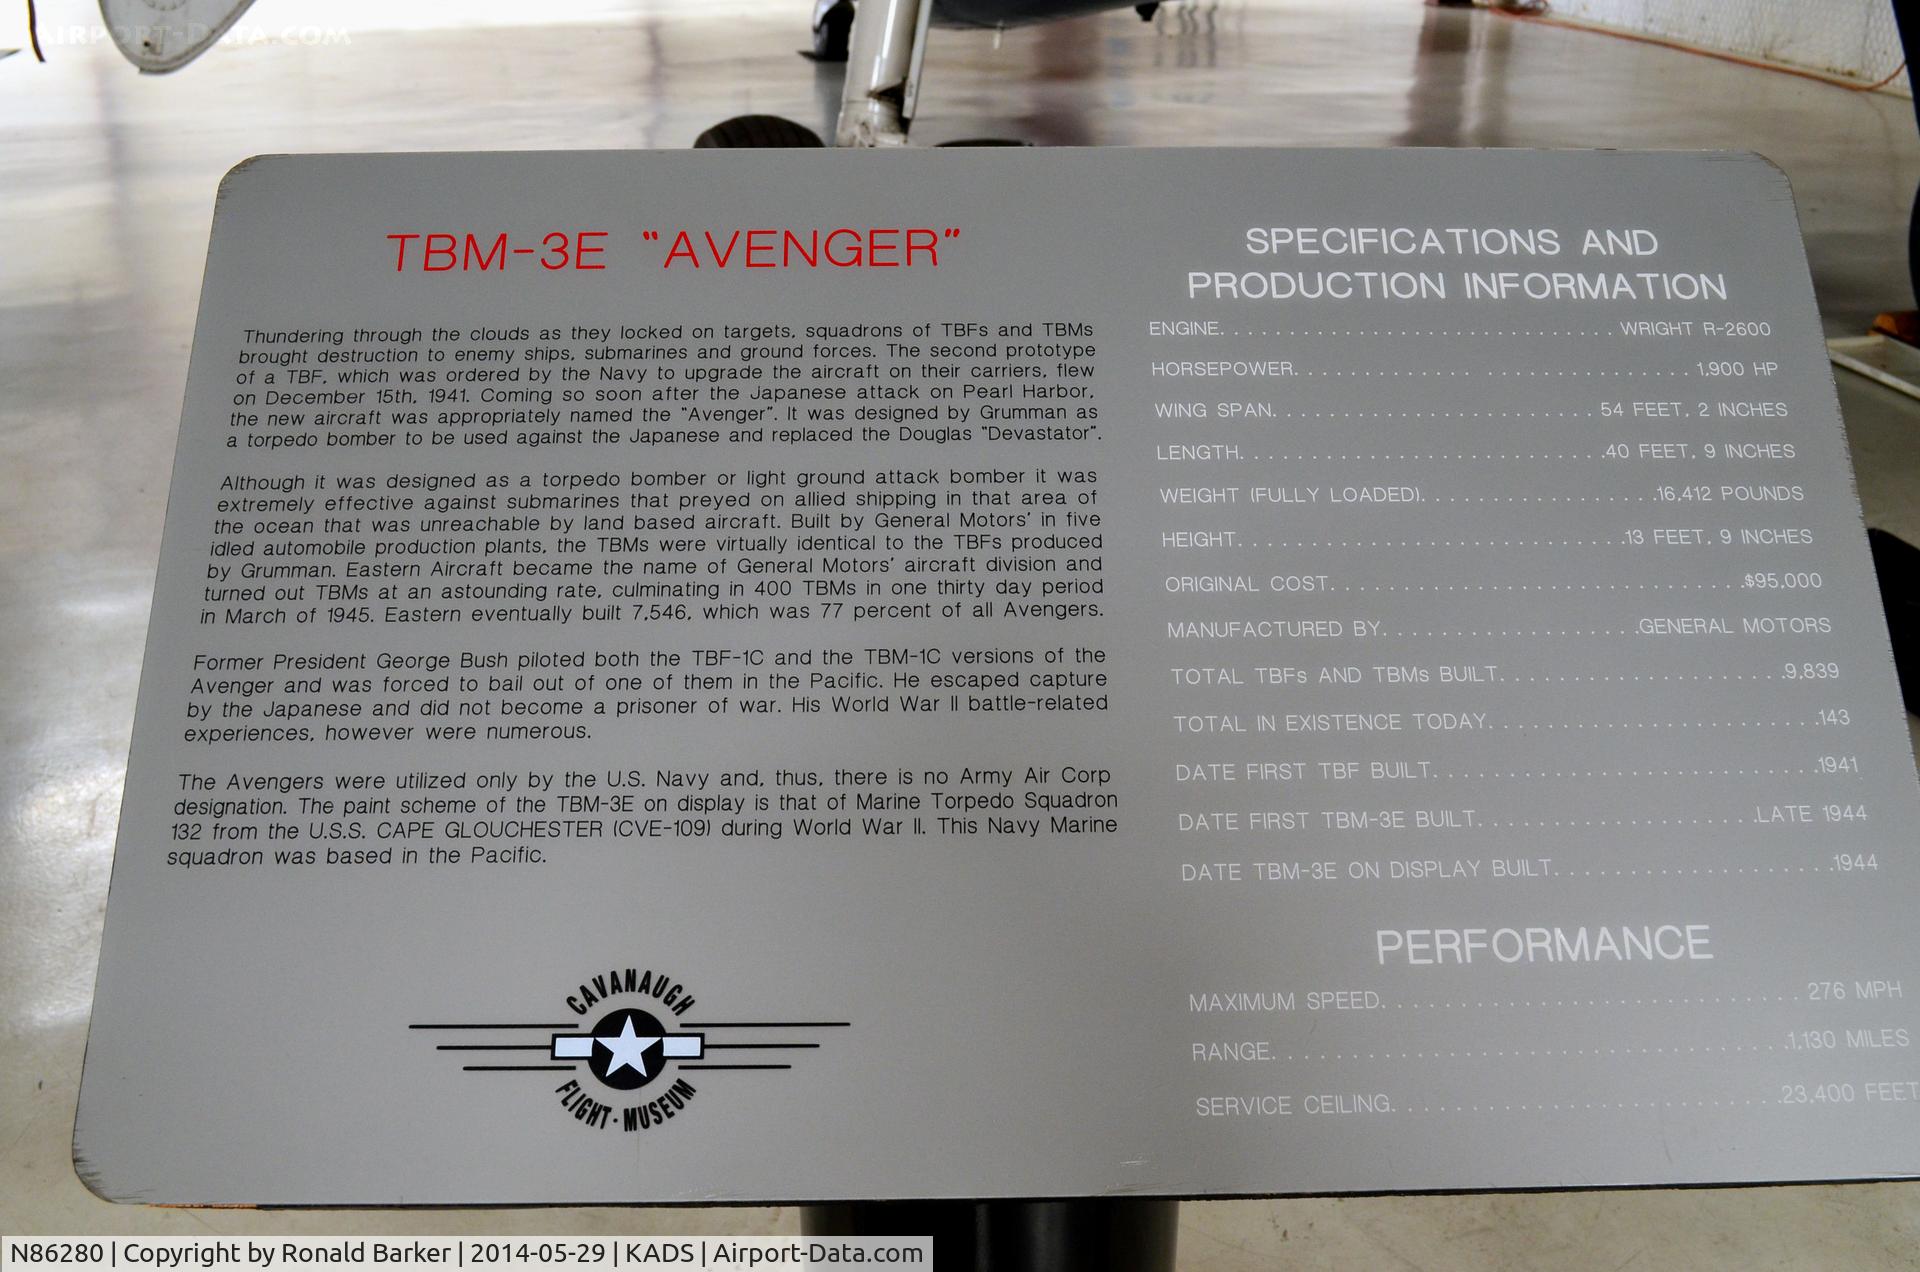 AIRPORT-DATA.COM
TBM-3E "AVENGER"
Thundering through the clouds as they locked on targets, squadrons of TBFs and TBMs
brought destruction to enemy ships, submarines and ground forces. The second prototype
of a TBF, which was ordered by the Navy to upgrade the aircraft on their carriers, flew
on December 15th, 1941. Coming so soon after the Japanese attack on Pearl Harbor,
the new aircraft was appropriately named the "Avenger". It was designed by Grumman as
a torpedo bomber to be used against the Japanese and replaced the Douglas "Devastator".
Although it was designed as a torpedo bomber or light ground attack bomber it was
extremely effective against submarines that preyed on allied shipping in that area of
the ocean that was unreachable by land based aircraft. Built by General Motors' in five
idled automobile production plants, the TBMs were virtually identical to the TBFs produced
by Grumman. Eastern Aircraft became the name of General Motors' aircraft division and
turned out TBMs at an astounding rate, culminating in 400 TBMs in one thirty day period
in March of 1945. Eastern eventually built 7,546, which was 77 percent of all Avengers.
Former President George Bush piloted both the TBF-1C and the TBM-1C versions of the
Avenger and was forced to bail out of one of them in the Pacific. He escaped capture
by the Japanese and did not become a prisoner of war. His World War II battle-related
experiences, however were numerous.
The Avengers were utilized only by the U.S. Navy and, thus, there is no Army Air Corp
designation. The paint scheme of the TBM-3E on display is that of Marine Torpedo Squadron
132 from the U.S.S. CAPE GLOUCHESTER (CVE-109) during World War II. This Navy Marine
squadron was based in the Pacific.
CAVANAUGH
FLIGHT · MUSEUM
SPECIFICATIONS AND
PRODUCTION INFORMATION
ENGINE. . . . . . . . . . . . . . . . . . . . . . . . . . . . . . . WRIGHT R-2600
HORSEPOWER. . . . . . . . . . . . . . . . . . . . . . . . . . . . . . . 1,900 HP
WING SPAN. . . . . . . . . . . . . . . . . . . . . . . . . 54 FEET, 2 INCHES
LENGTH. . . . . . . . . . . . . . . . . . . . . . . . . . . .40 FEET, 9 INCHES
WEIGHT (FULLY LOADED). . . . . . . . . . . . . . . . . .16,412 POUNDS
HEIGHT. . . . . . . . . . . . . . . . . . . . . . . . . . . . .13 FEET, 9 INCHES
ORIGINAL COST. . . . . . . . . . . . . . . . . . . . . . . . . . . . . . .$95,000
MANUFACTURED BY. . . . . . . . . . . . . . . . . . .GENERAL MOTORS
TOTAL TBFs AND TBMs BUILT. . . . . . . . . . . . . . . . . . . . .9,839
TOTAL IN EXISTENCE TODAY. . . . . . . . . . . . . . . . . . . . . . . .143
DATE FIRST TBF BUILT. . . . . . . . . . . . . . . . . . . . . . . . . . . .1941
DATE FIRST TBM-3E BUILT. . . . . . . . . . . . . . . . . . . .LATE 1944
DATE TBM-3E ON DISPLAY BUILT. . . . . . . . . . . . . . . . . . . .1944
PERFORMANCE
MAXIMUM SPEED. . . . . . . . . . . . . . . . . . . . . . . . . . . . 276 MPH
RANGE. . . . . . . . . . . . . . . . . . . . . . . . . . . . . . . . . .1,130 MILES
SERVICE CEILING. . . . . . . . . . . . . . . . . . . . . . . . . .23,400 FEET
N86280 | Copyright by Ronald Barker | 2014-05-29 | KADS | Airport-Data.com